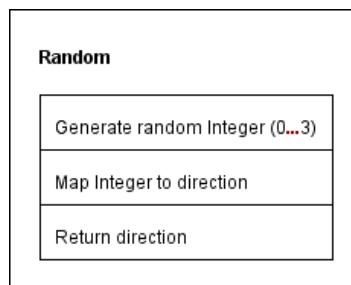 Random
Generate random Integer (0...3)
Map Integer to direction
Return direction